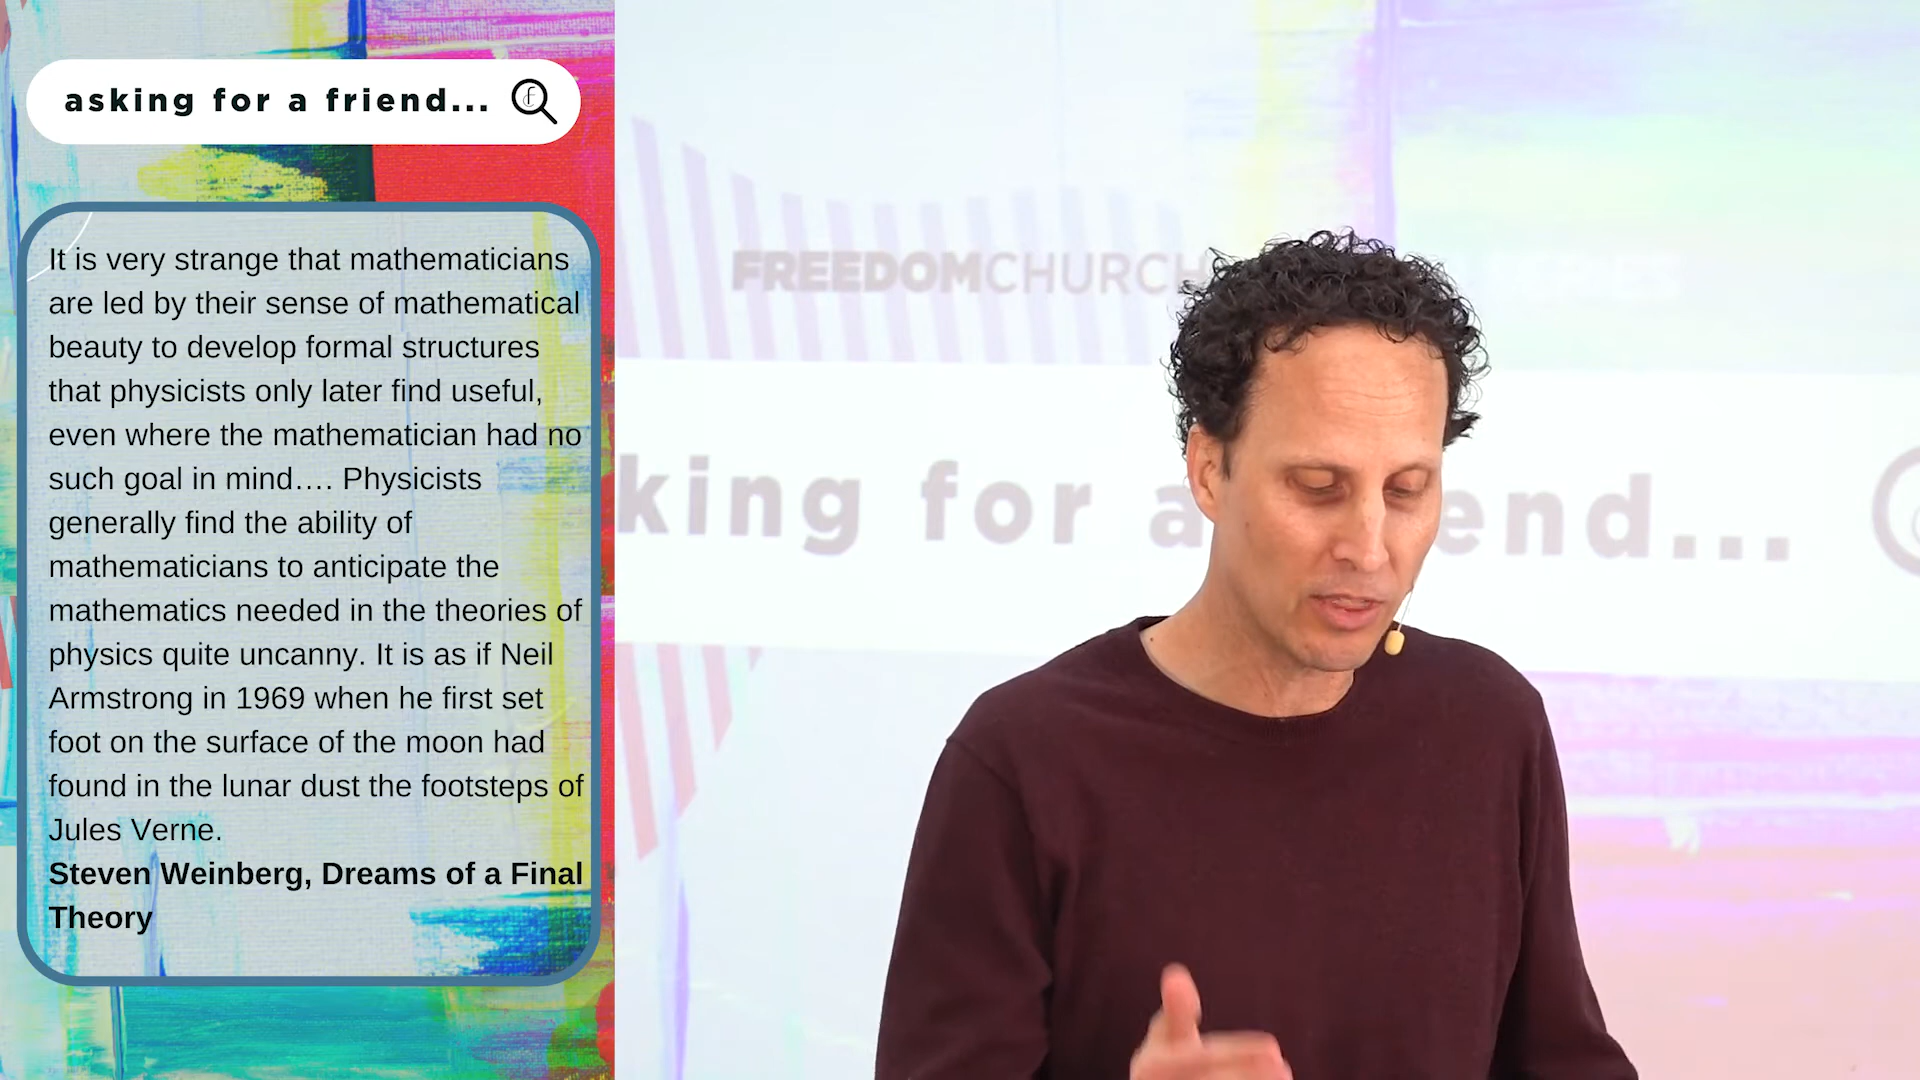 asking for a friend...
It is very strange that mathematicians
are led by their sense of mathematical
beauty to develop formal structures
that physicists only later find useful,
even where the mathematician had no
such goal in mind…. Physicists
generally find the ability of
mathematicians to anticipate the
mathematics needed in the theories of
physics quite uncanny. It is as if Neil
Armstrong in 1969 when he first set
foot on the surface of the moon had
found in the lunar dust the footsteps of
Jules Verne.
Steven Weinberg, Dreams of a Final
Theory
FREEDOMCHURCH
king for a end...